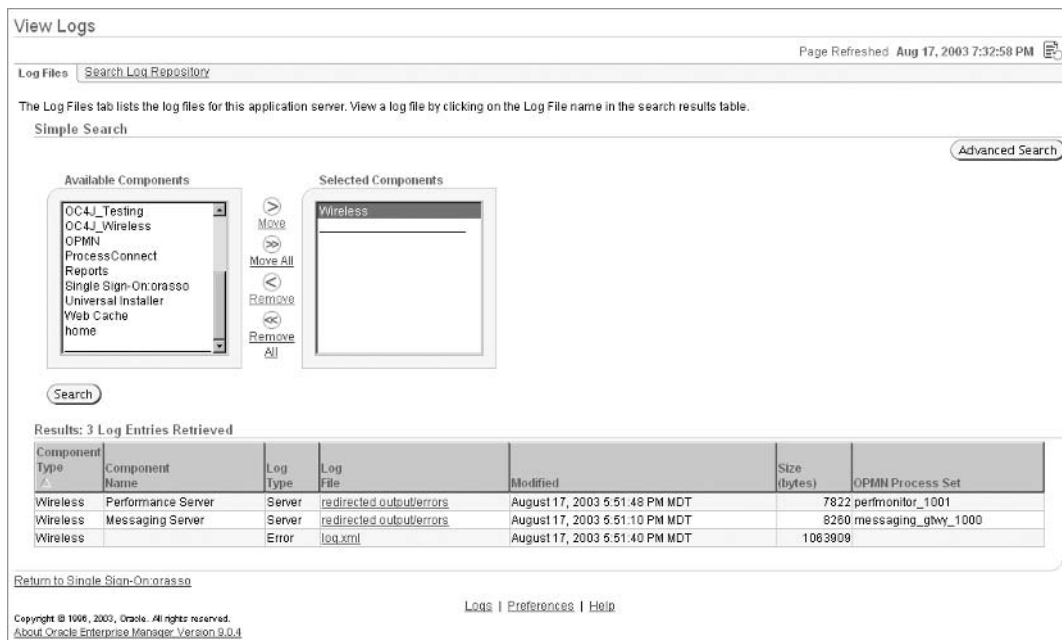 View Logs
Page Refreshed Aug 17, 2003 7:32:58 PM
Log Files Search Log Repository
The Log Files tab lists the log files for this application server. View a log file by clicking on the Log File name in the search results table.
Simple Search
Advanced Search
Available Components
Selected Components
OC4J_Testing
OC4J_Wireless
OPMN
ProcessConnect
Reports
Single Sign-On:orasso
Universal Installer
Web Cache
home
Move
Move All
Remove
Remove
All
Wireless
Search
Results: 3 Log Entries Retrieved
Component Type Component Name Log Type Log File Modified Size (bytes) OPMN Process Set
Wireless Performance Server Server redirected output/errors August 17, 2003 5:51:48 PM MDT 7822 perfmonitor_1001
Wireless Messaging Server Server redirected output/errors August 17, 2003 5:51:10 PM MDT 8260 messaging_gtwy_1000
Wireless Error log.xml August 17, 2003 5:51:40 PM MDT 1063909
Return to Single Sign-On:orasso
Logs | Preferences | Help
Copyright © 1996, 2003, Oracle. All rights reserved.
About Oracle Enterprise Manager Version 9.0.4